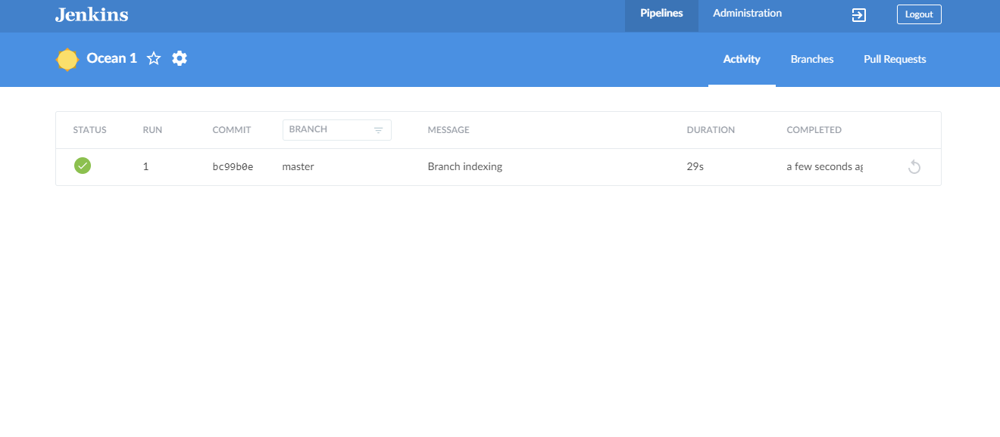 Jenkins Pipelines Administration Logout
Ocean 1 Activity Branches Pull Requests
STATUS RUN COMMIT BRANCH MESSAGE DURATION COMPLETED
1 bc99b0e master Branch indexing 29s a few seconds ag